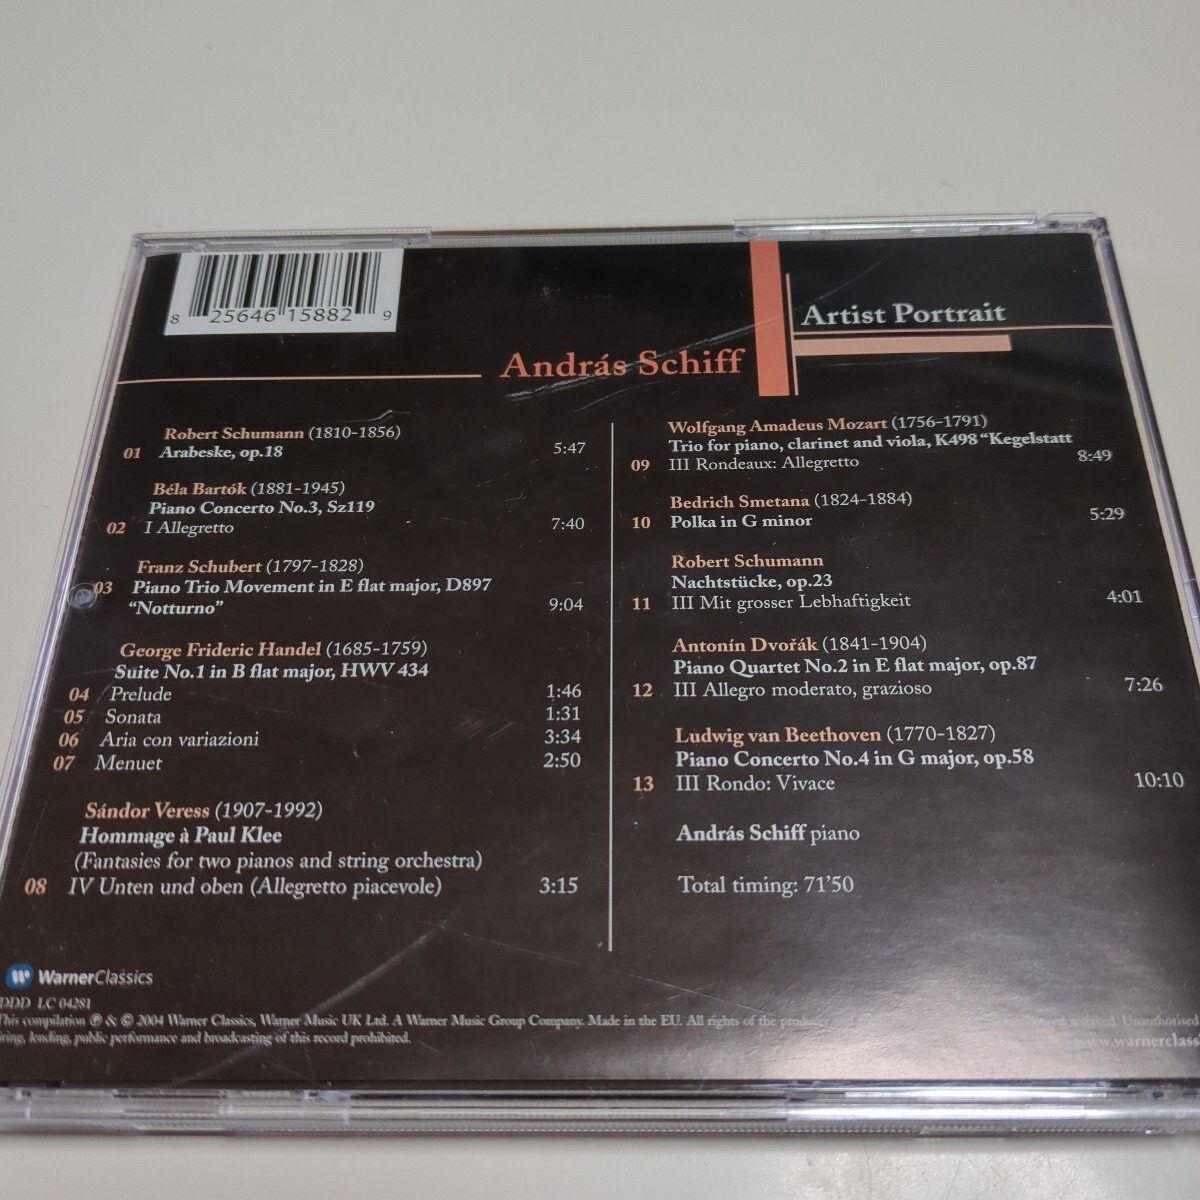 8 25646 15882 9
Artist Portrait
András Schiff
Robert Schumann (1810-1856)
01 Arabeske, op.18 5:47
Béla Bartók (1881-1945)
Piano Concerto No.3, Sz119
02 I Allegretto 7:40
Franz Schubert (1797-1828)
03 Piano Trio Movement in E flat major, D897
“Notturno” 9:04
George Frideric Handel (1685-1759)
Suite No.1 in B flat major, HWV 434
04 Prelude 1:46
05 Sonata 1:31
06 Aria con variazioni 3:34
07 Menuet 2:50
Sándor Veress (1907-1992)
Hommage à Paul Klee
(Fantasies for two pianos and string orchestra)
08 IV Unten und oben (Allegretto piacevole) 3:15
Wolfgang Amadeus Mozart (1756-1791)
Trio for piano, clarinet and viola, K498 “Kegelstatt
09 III Rondeaux: Allegretto 8:49
Bedrich Smetana (1824-1884)
10 Polka in G minor 5:29
Robert Schumann
Nachtstücke, op.23
11 III Mit grosser Lebhaftigkeit 4:01
Antonín Dvořák (1841-1904)
Piano Quartet No.2 in E flat major, op.87
12 III Allegro moderato, grazioso 7:26
Ludwig van Beethoven (1770-1827)
Piano Concerto No.4 in G major, op.58
13 III Rondo: Vivace 10:10
András Schiff piano
Total timing: 71’50
WarnerClassics
DDD LC 04281
This compilation ℗ & © 2004 Warner Classics, Warner Music UK Ltd. A Warner Music Group Company. Made in the EU. All rights of the producer Unauthorised
iring, lending, public performance and broadcasting of this record prohibited.
www.warnerclass